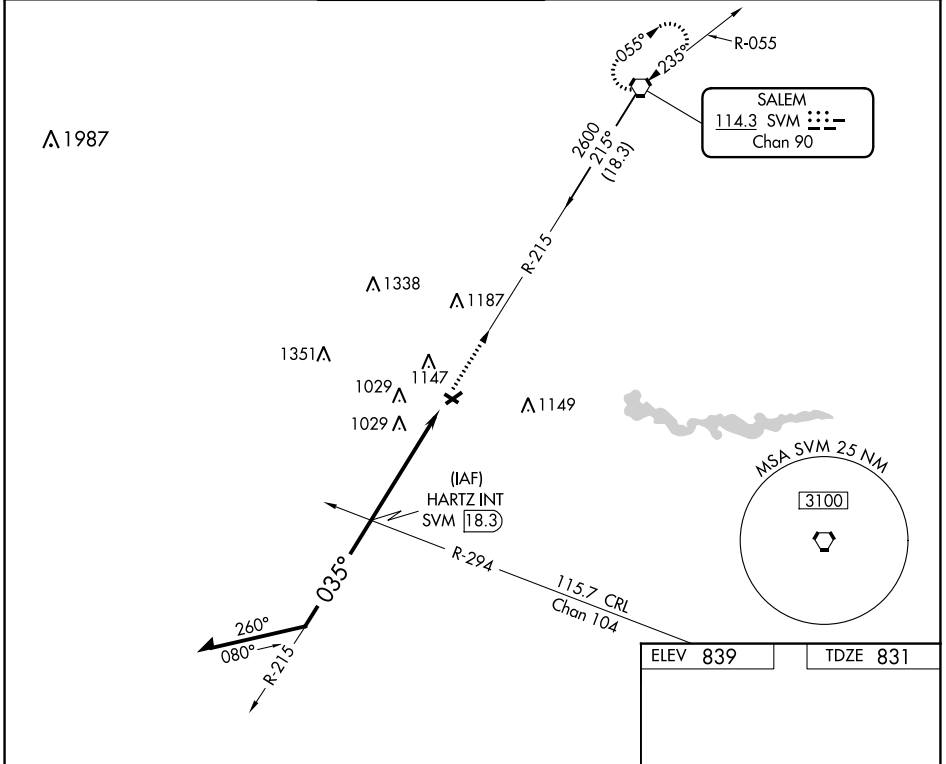 R-055
055°
235°
SALEM
114.3 SVM
Chan 90
1987
2600
215°
(18.3)
R-215
1338
1187
1351
1147
1029
1149
1029
MSA SVM 25 NM
3100
(IAF)
HARTZ INT
SVM 18.3
R-294
115.7 CRL
Chan 104
035°
260°
080°
R-215
ELEV 839
TDZE 831